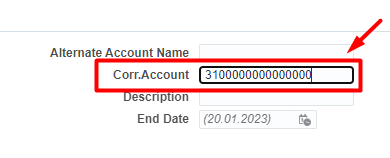 Alternate Account Name
Corr.Account 3100000000000000
Description
End Date (20.01.2023)